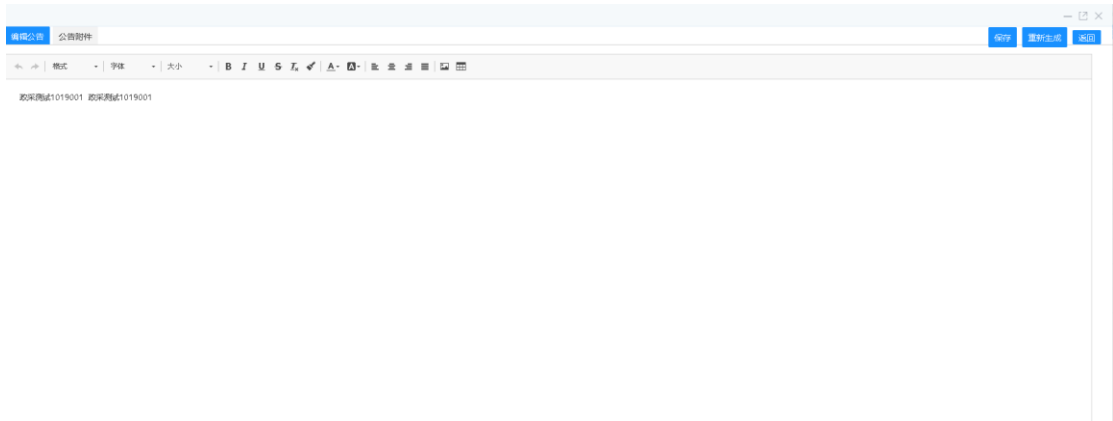 编辑公告 公告附件 保存 重新生成 返回
格式 字体 大小 B I U S Tx A A
政采测试1019001 政采测试1019001